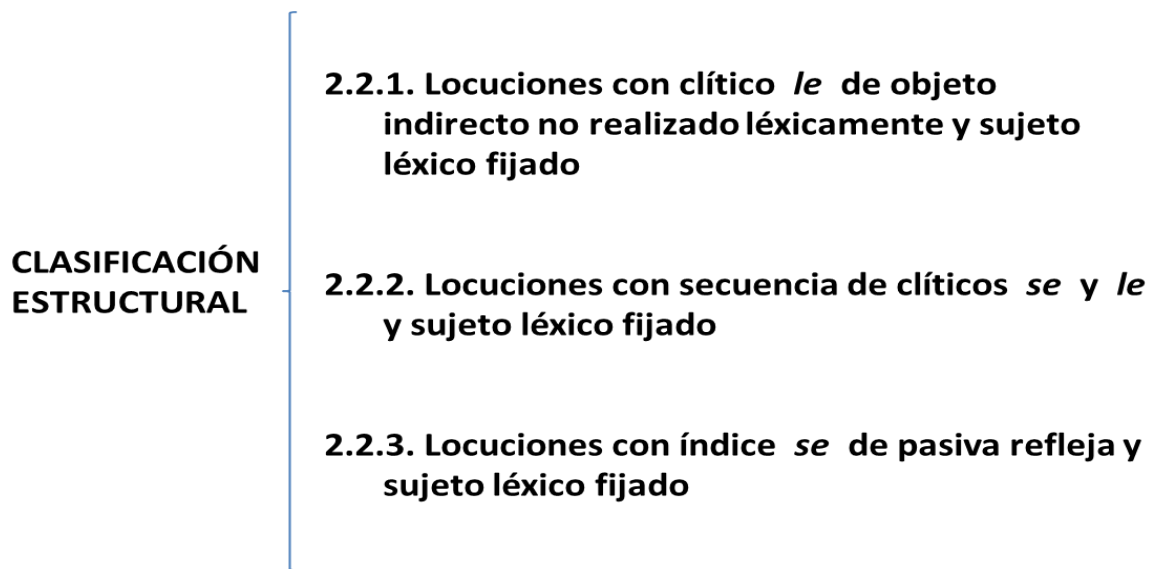 2.2.1. Locuciones con clítico le de objeto
indirecto no realizado léxicamente y sujeto
léxico fijado
CLASIFICACIÓN
ESTRUCTURAL
2.2.2. Locuciones con secuencia de clíticos se y le
y sujeto léxico fijado
2.2.3. Locuciones con índice se de pasiva refleja y
sujeto léxico fijado